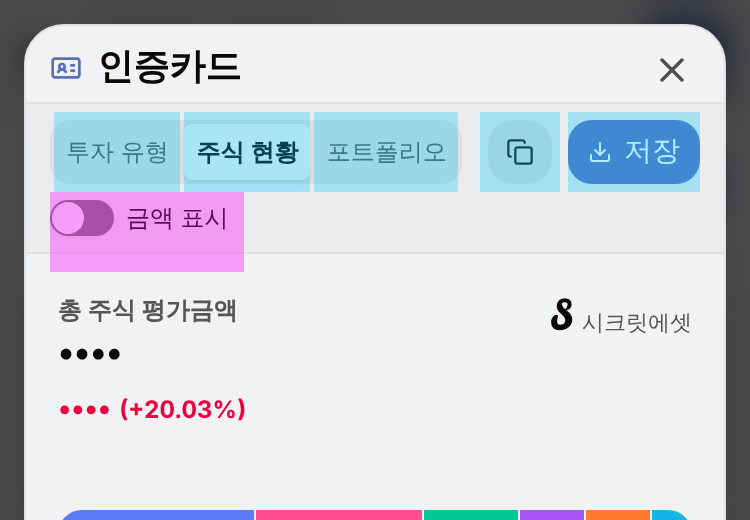 인증카드
투자 유형 주식 현황 포트폴리오 저장
금액 표시
총 주식 평가금액
시크릿에셋
••••
•••• (+20.03%)